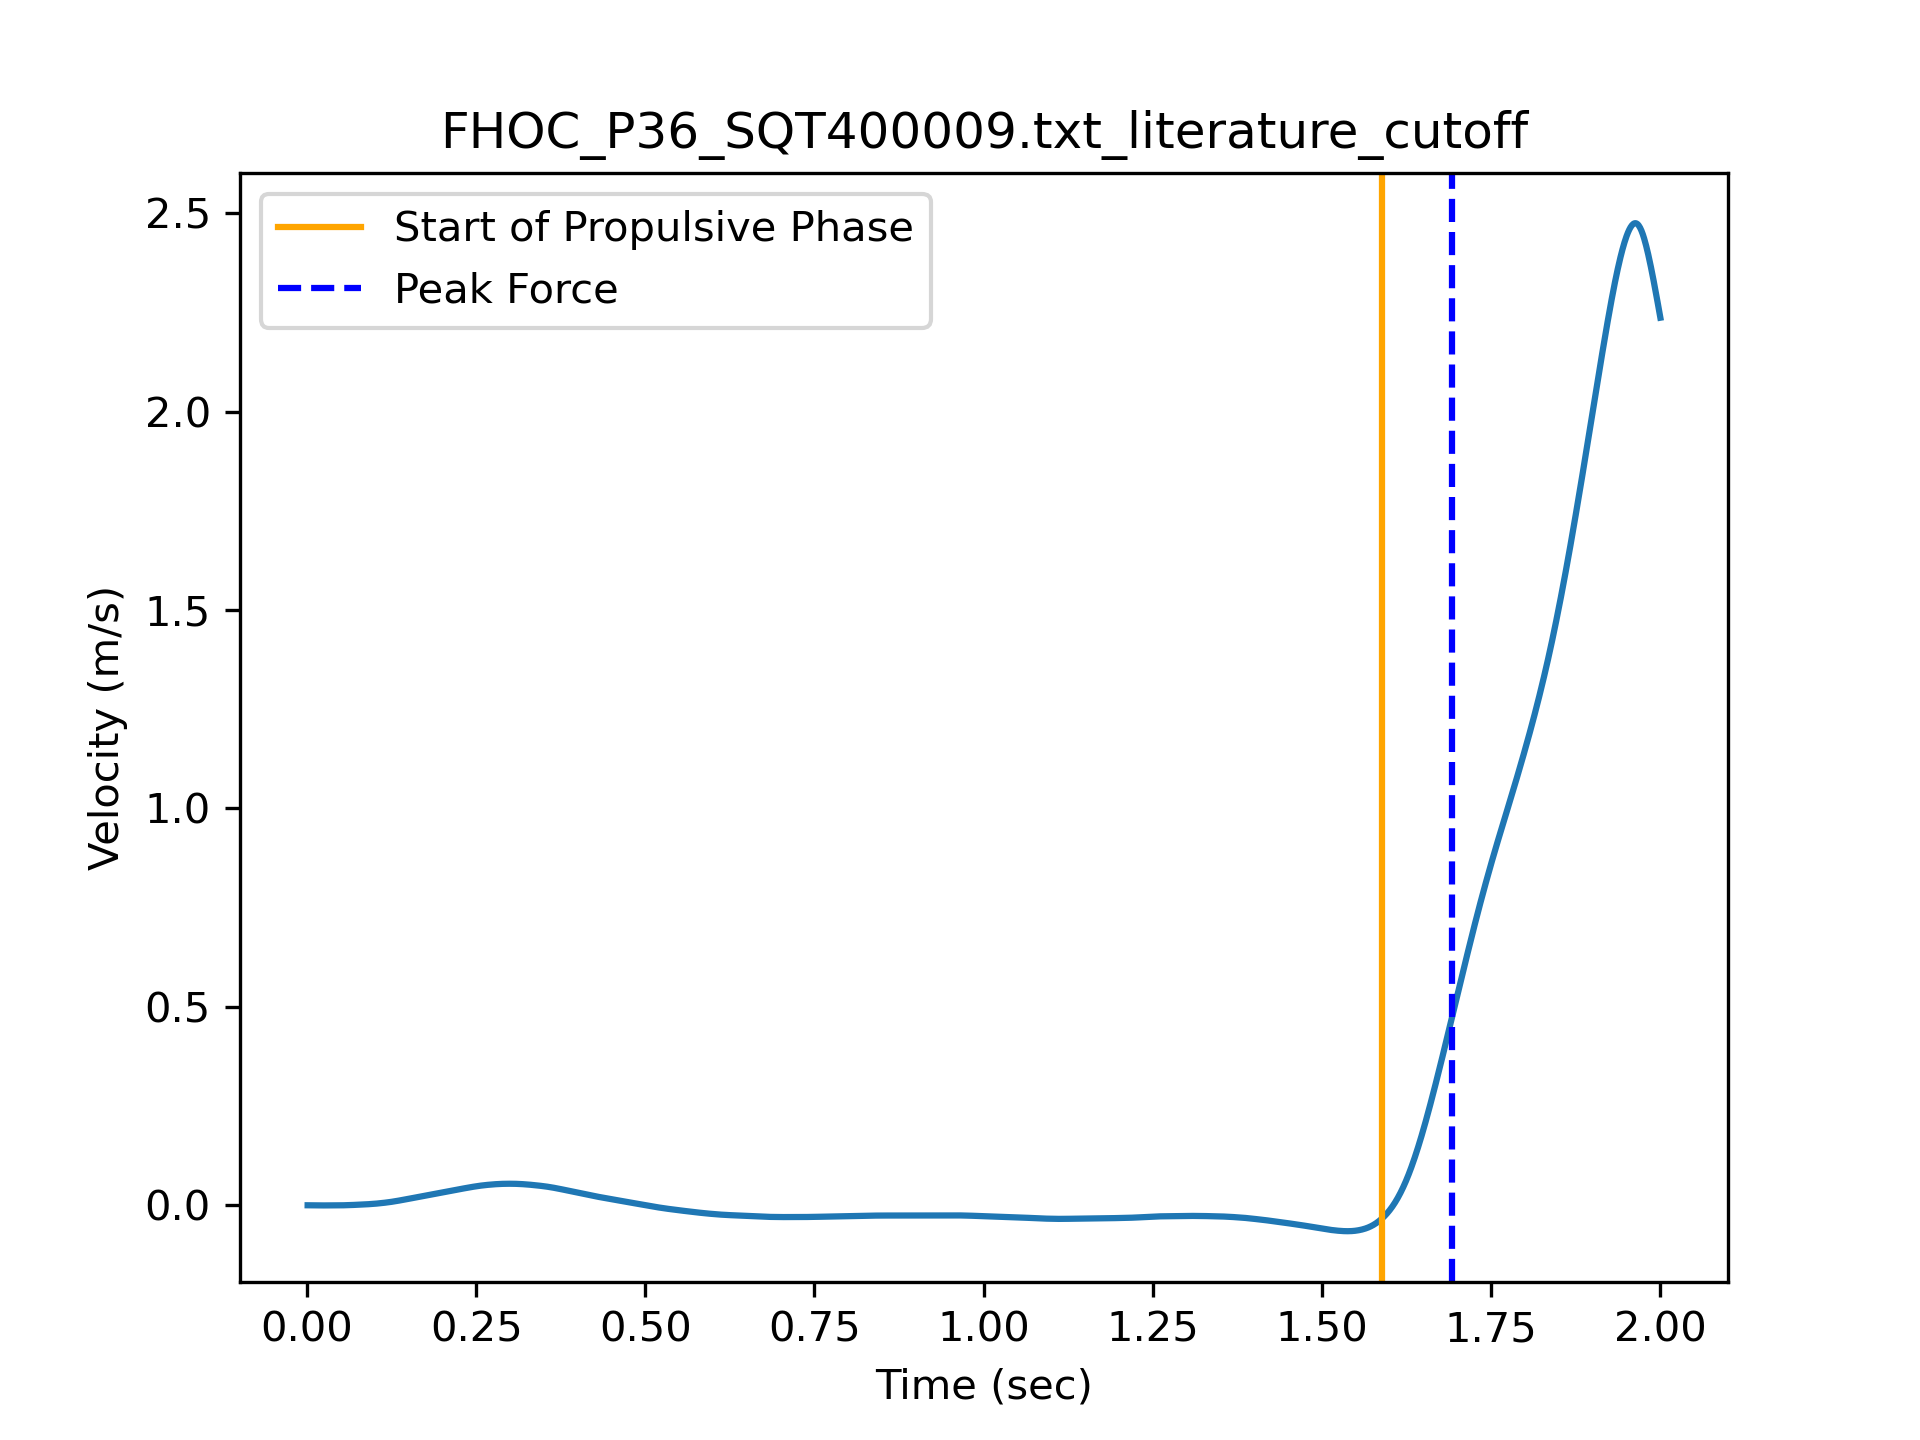 FHOC_P36_SQT400009.txt_literature_cutoff
Start of Propulsive Phase
Peak Force
2.5
2.0
1.5
1.0
0.5
0.0
Velocity (m/s)
0.00 0.25 0.50 0.75 1.00 1.25 1.50 1.75 2.00
Time (sec)